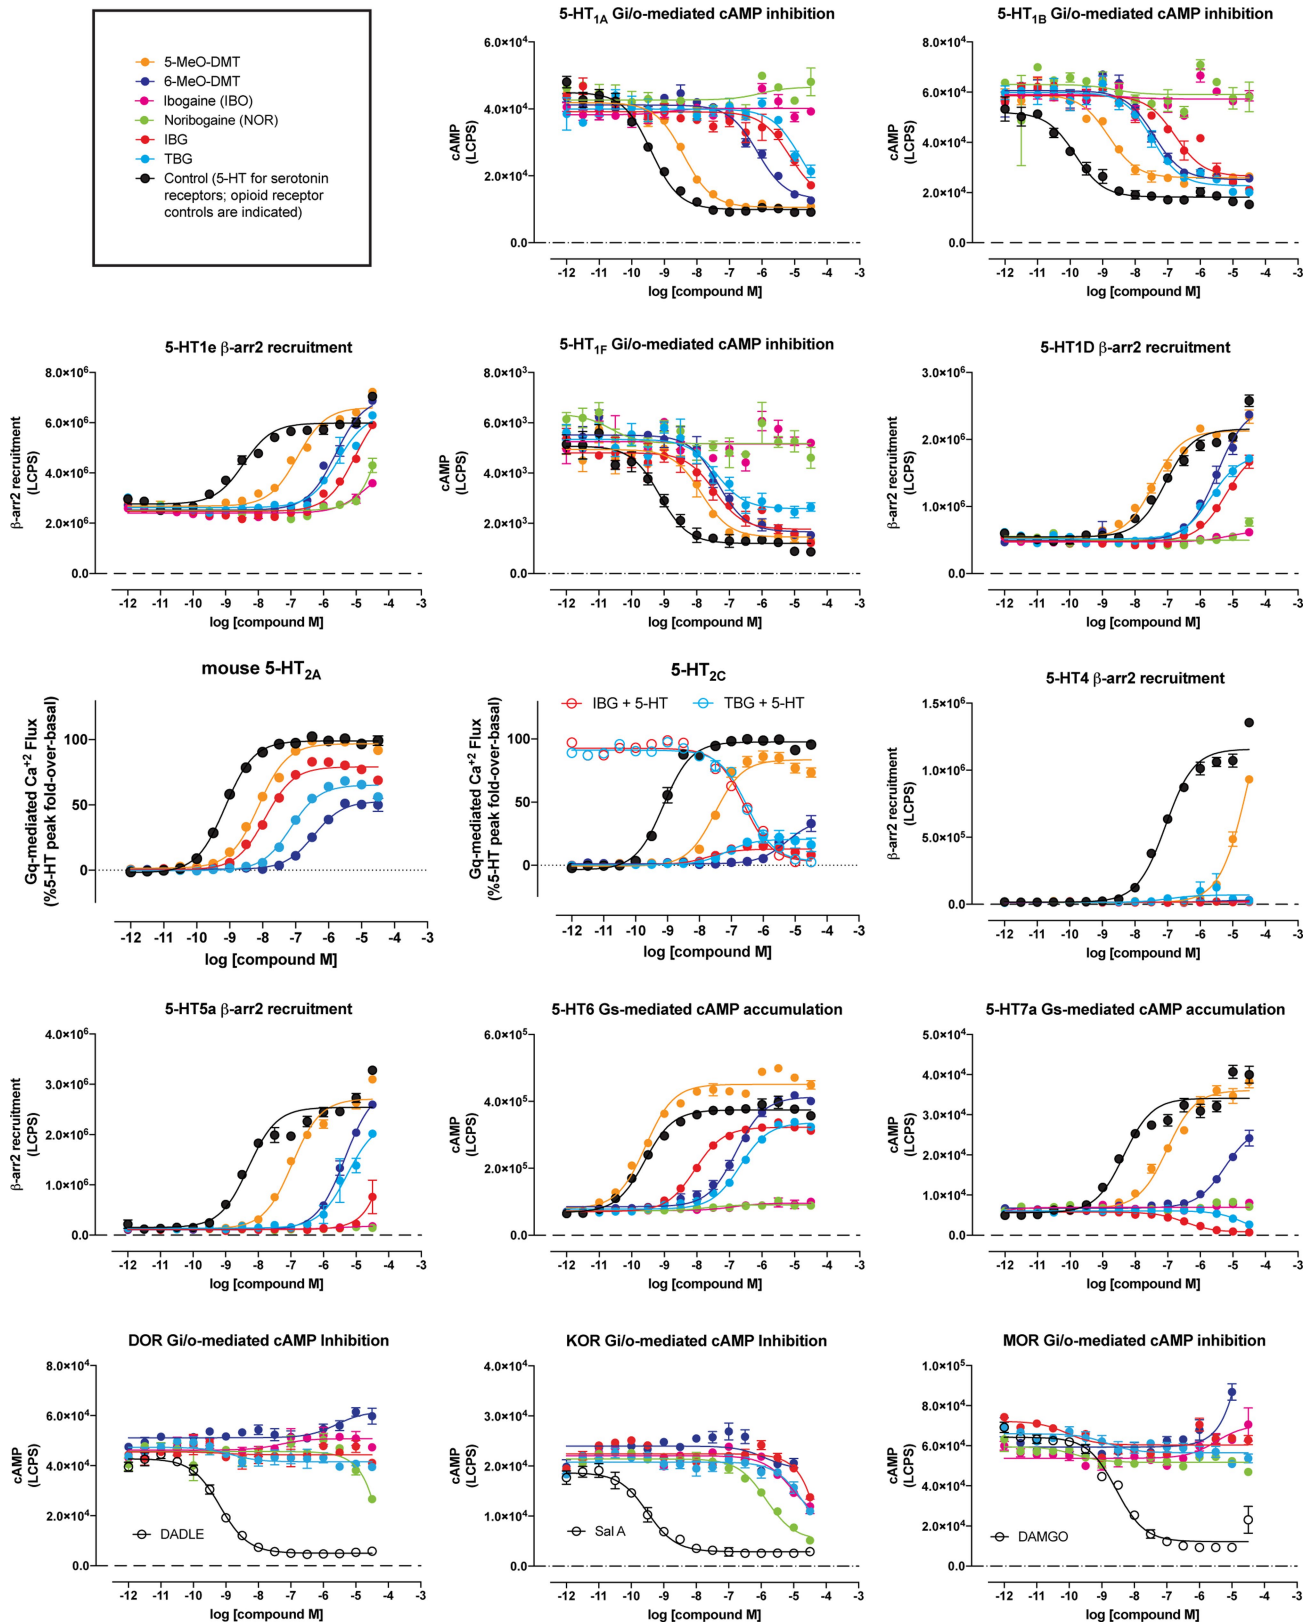 5-MeO-DMT
6-MeO-DMT
Ibogaine (IBO)
Noribogaine (NOR)
IBG
TBG
Control (5-HT for serotonin
receptors; opioid receptor
controls are indicated)
5-HT1A Gi/o-mediated cAMP inhibition
cAMP
(LCPS)
6.0×10⁴
4.0×10⁴
2.0×10⁴
0.0
-12 -11 -10 -9 -8 -7 -6 -5 -4 -3
log [compound M]
5-HT1B Gi/o-mediated cAMP inhibition
cAMP
(LCPS)
8.0×10⁴
6.0×10⁴
4.0×10⁴
2.0×10⁴
0.0
-12 -11 -10 -9 -8 -7 -6 -5 -4 -3
log [compound M]
5-HT1e β-arr2 recruitment
β-arr2 recruitment
(LCPS)
8.0×10⁶
6.0×10⁶
4.0×10⁶
2.0×10⁶
0.0
-12 -11 -10 -9 -8 -7 -6 -5 -4 -3
log [compound M]
5-HT1F Gi/o-mediated cAMP inhibition
cAMP
(LCPS)
8.0×10³
6.0×10³
4.0×10³
2.0×10³
0.0
-12 -11 -10 -9 -8 -7 -6 -5 -4 -3
log [compound M]
5-HT1D β-arr2 recruitment
β-arr2 recruitment
(LCPS)
3.0×10⁶
2.0×10⁶
1.0×10⁶
0.0
-12 -11 -10 -9 -8 -7 -6 -5 -4 -3
log [compound M]
mouse 5-HT2A
Gq-mediated Ca⁺² Flux
(%5-HT peak fold-over-basal)
100
50
0
-12 -11 -10 -9 -8 -7 -6 -5 -4 -3
log [compound M]
5-HT2C
IBG + 5-HT
TBG + 5-HT
Gq-mediated Ca⁺² Flux
(%5-HT peak fold-over-basal)
100
50
0
-12 -11 -10 -9 -8 -7 -6 -5 -4 -3
log [compound M]
5-HT4 β-arr2 recruitment
β-arr2 recruitment
(LCPS)
1.5×10⁶
1.0×10⁶
5.0×10⁵
0.0
-12 -11 -10 -9 -8 -7 -6 -5 -4 -3
log [compound M]
5-HT5a β-arr2 recruitment
β-arr2 recruitment
(LCPS)
4.0×10⁶
3.0×10⁶
2.0×10⁶
1.0×10⁶
0.0
-12 -11 -10 -9 -8 -7 -6 -5 -4 -3
log [compound M]
5-HT6 Gs-mediated cAMP accumulation
cAMP
(LCPS)
6.0×10⁵
4.0×10⁵
2.0×10⁵
0.0
-12 -11 -10 -9 -8 -7 -6 -5 -4 -3
log [compound M]
5-HT7a Gs-mediated cAMP accumulation
cAMP
(LCPS)
5.0×10⁴
4.0×10⁴
3.0×10⁴
2.0×10⁴
1.0×10⁴
0.0
-12 -11 -10 -9 -8 -7 -6 -5 -4 -3
log [compound M]
DOR Gi/o-mediated cAMP Inhibition
cAMP
(LCPS)
8.0×10⁴
6.0×10⁴
4.0×10⁴
2.0×10⁴
0.0
DADLE
-12 -11 -10 -9 -8 -7 -6 -5 -4 -3
log [compound M]
KOR Gi/o-mediated cAMP Inhibition
cAMP
(LCPS)
4.0×10⁴
3.0×10⁴
2.0×10⁴
1.0×10⁴
0.0
Sal A
-12 -11 -10 -9 -8 -7 -6 -5 -4 -3
log [compound M]
MOR Gi/o-mediated cAMP inhibition
cAMP
(LCPS)
1.0×10⁵
8.0×10⁴
6.0×10⁴
4.0×10⁴
2.0×10⁴
0.0
DAMGO
-12 -11 -10 -9 -8 -7 -6 -5 -4 -3
log [compound M]